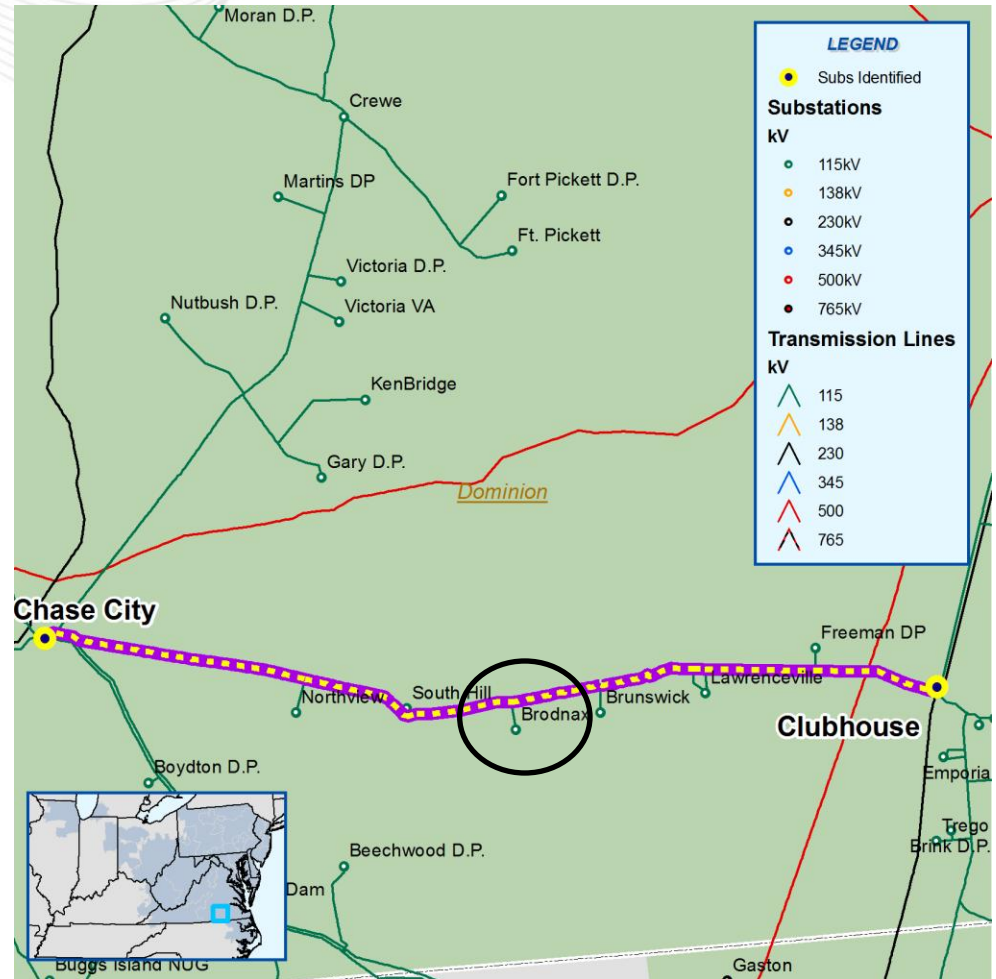 Moran D.P.
Crewe
Martins DP
Fort Pickett D.P.
Ft. Pickett
Victoria D.P.
Nutbush D.P.
Victoria VA
KenBridge
Gary D.P.
Dominion
LEGEND
Subs Identified
Substations
kV
115kV
138kV
230kV
345kV
500kV
765kV
Transmission Lines
kV
115
138
230
345
500
765
Chase City
Freeman DP
Northview
South Hill
Brodnax
Brunswick
Lawrenceville
Clubhouse
Boydton D.P.
Emporia
Trego
Brink D.P.
Beechwood D.P.
Dam
Buggs Island NUG
Gaston